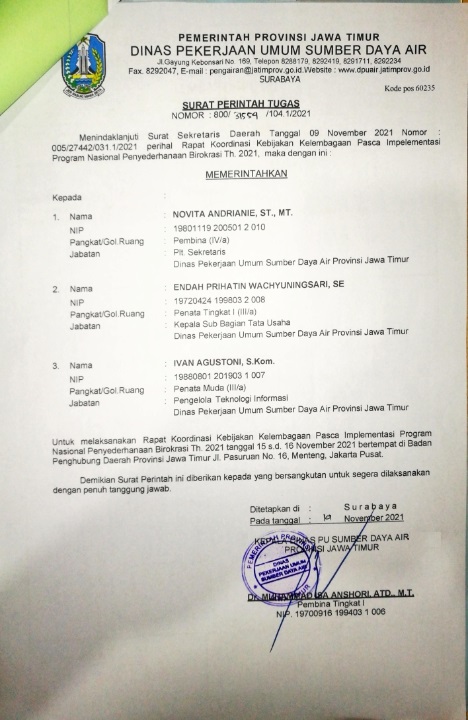 PEMERINTAH PROVINSI JAWA TIMUR
DINAS PEKERJAAN UMUM SUMBER DAYA AIR
Jl.Gayung Kebonsari No. 169, Telepon 8288179, 8292419, 8291711, 8292234
Fax. 8292047, E-mail : pengairan@jatimprov.go.id.Website : www.dpuair.jatimprov.go.id
SURABAYA
Kode pos 60235
SURAT PERINTAH TUGAS
NOMOR : 800/ 31554 /104.1/2021
Menindaklanjuti Surat Sekretaris Daerah Tanggal 09 November 2021 Nomor :
005/27442/031.1/2021 perihal Rapat Koordinasi Kebijakan Kelembagaan Pasca Impelementasi
Program Nasional Penyederhanaan Birokrasi Th. 2021, maka dengan ini :
MEMERINTAHKAN
Kepada :
1. Nama : NOVITA ANDRIANIE, ST., MT.
NIP : 19801119 200501 2 010
Pangkat/Gol.Ruang : Pembina (IV/a)
Jabatan : Plt. Sekretaris
Dinas Pekerjaan Umum Sumber Daya Air Provinsi Jawa Timur
2. Nama : ENDAH PRIHATIN WACHYUNINGSARI, SE
NIP : 19720424 199803 2 008
Pangkat/Gol.Ruang : Penata Tingkat I (III/a)
Jabatan : Kepala Sub Bagian Tata Usaha
Dinas Pekerjaan Umum Sumber Daya Air Provinsi Jawa Timur
3. Nama : IVAN AGUSTONI, S.Kom.
NIP : 19880801 201903 1 007
Pangkat/Gol.Ruang : Penata Muda (III/a)
Jabatan : Pengelola Teknologi Informasi
Dinas Pekerjaan Umum Sumber Daya Air Provinsi Jawa Timur
Untuk melaksanakan Rapat Koordinasi Kebijakan Kelembagaan Pasca Implementasi Program
Nasional Penyederhanaan Birokrasi Th. 2021 tanggal 15 s.d. 16 November 2021 bertempat di Badan
Penghubung Daerah Provinsi Jawa Timur Jl. Pasuruan No. 16, Menteng, Jakarta Pusat.
Demikian Surat Perintah ini diberikan kepada yang bersangkutan untuk segera dilaksanakan
dengan penuh tanggung jawab.
Ditetapkan di : Surabaya
Pada tanggal : November 2021
KEPALA DINAS PU SUMBER DAYA AIR
PROVINSI JAWA TIMUR
PEMERINTAH PROVINSI
DINAS
PEKERJAAN UMUM
SUMBER DAYA AIR
Dr. MUHAMMAD ISA ANSHORI, ATD., M.T.
Pembina Tingkat I
NIP. 19700916 199403 1 006